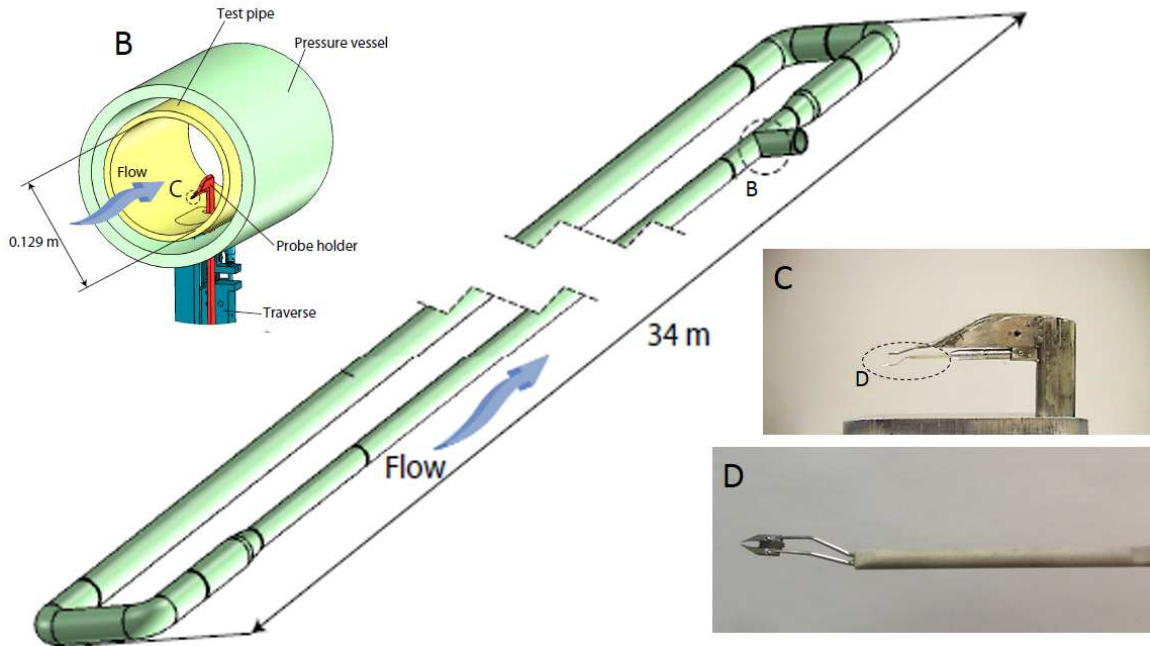 Test pipe
B
Pressure vessel
Flow
C
0.129 m
Probe holder
Traverse
B
34 m
Flow
C
D
D